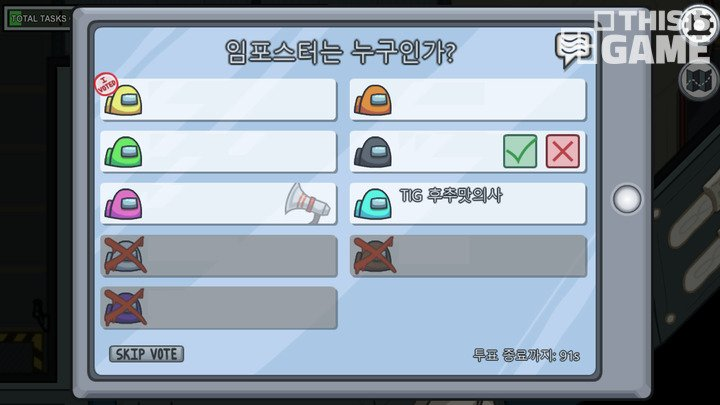 TOTAL TASKS
THIS IS
GAME
임포스터는 누구인가?
I VOTED
TIG 후추맛의사
SKIP VOTE
투표 종료까지: 91s